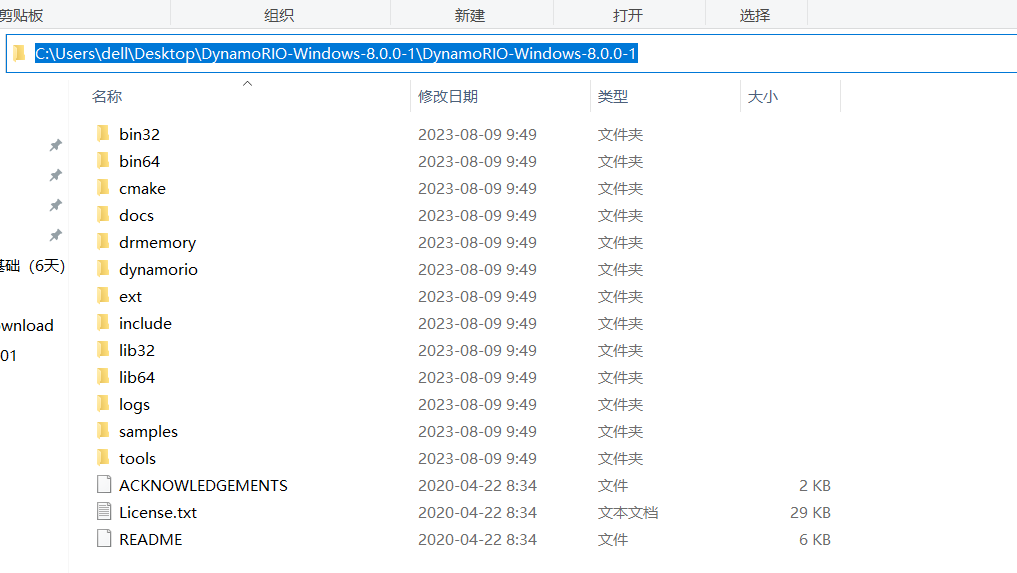 剪贴板 组织 新建 打开 选择
C:\Users\dell\Desktop\DynamoRIO-Windows-8.0.0-1\DynamoRIO-Windows-8.0.0-1
名称 修改日期 类型 大小
bin32 2023-08-09 9:49 文件夹
bin64 2023-08-09 9:49 文件夹
cmake 2023-08-09 9:49 文件夹
docs 2023-08-09 9:49 文件夹
drmemory 2023-08-09 9:49 文件夹
基础（6天） dynamorio 2023-08-09 9:49 文件夹
ext 2023-08-09 9:49 文件夹
ownload include 2023-08-09 9:49 文件夹
01 lib32 2023-08-09 9:49 文件夹
lib64 2023-08-09 9:49 文件夹
logs 2023-08-09 9:49 文件夹
samples 2023-08-09 9:49 文件夹
tools 2023-08-09 9:49 文件夹
ACKNOWLEDGEMENTS 2020-04-22 8:34 文件 2 KB
License.txt 2020-04-22 8:34 文本文档 29 KB
README 2020-04-22 8:34 文件 6 KB